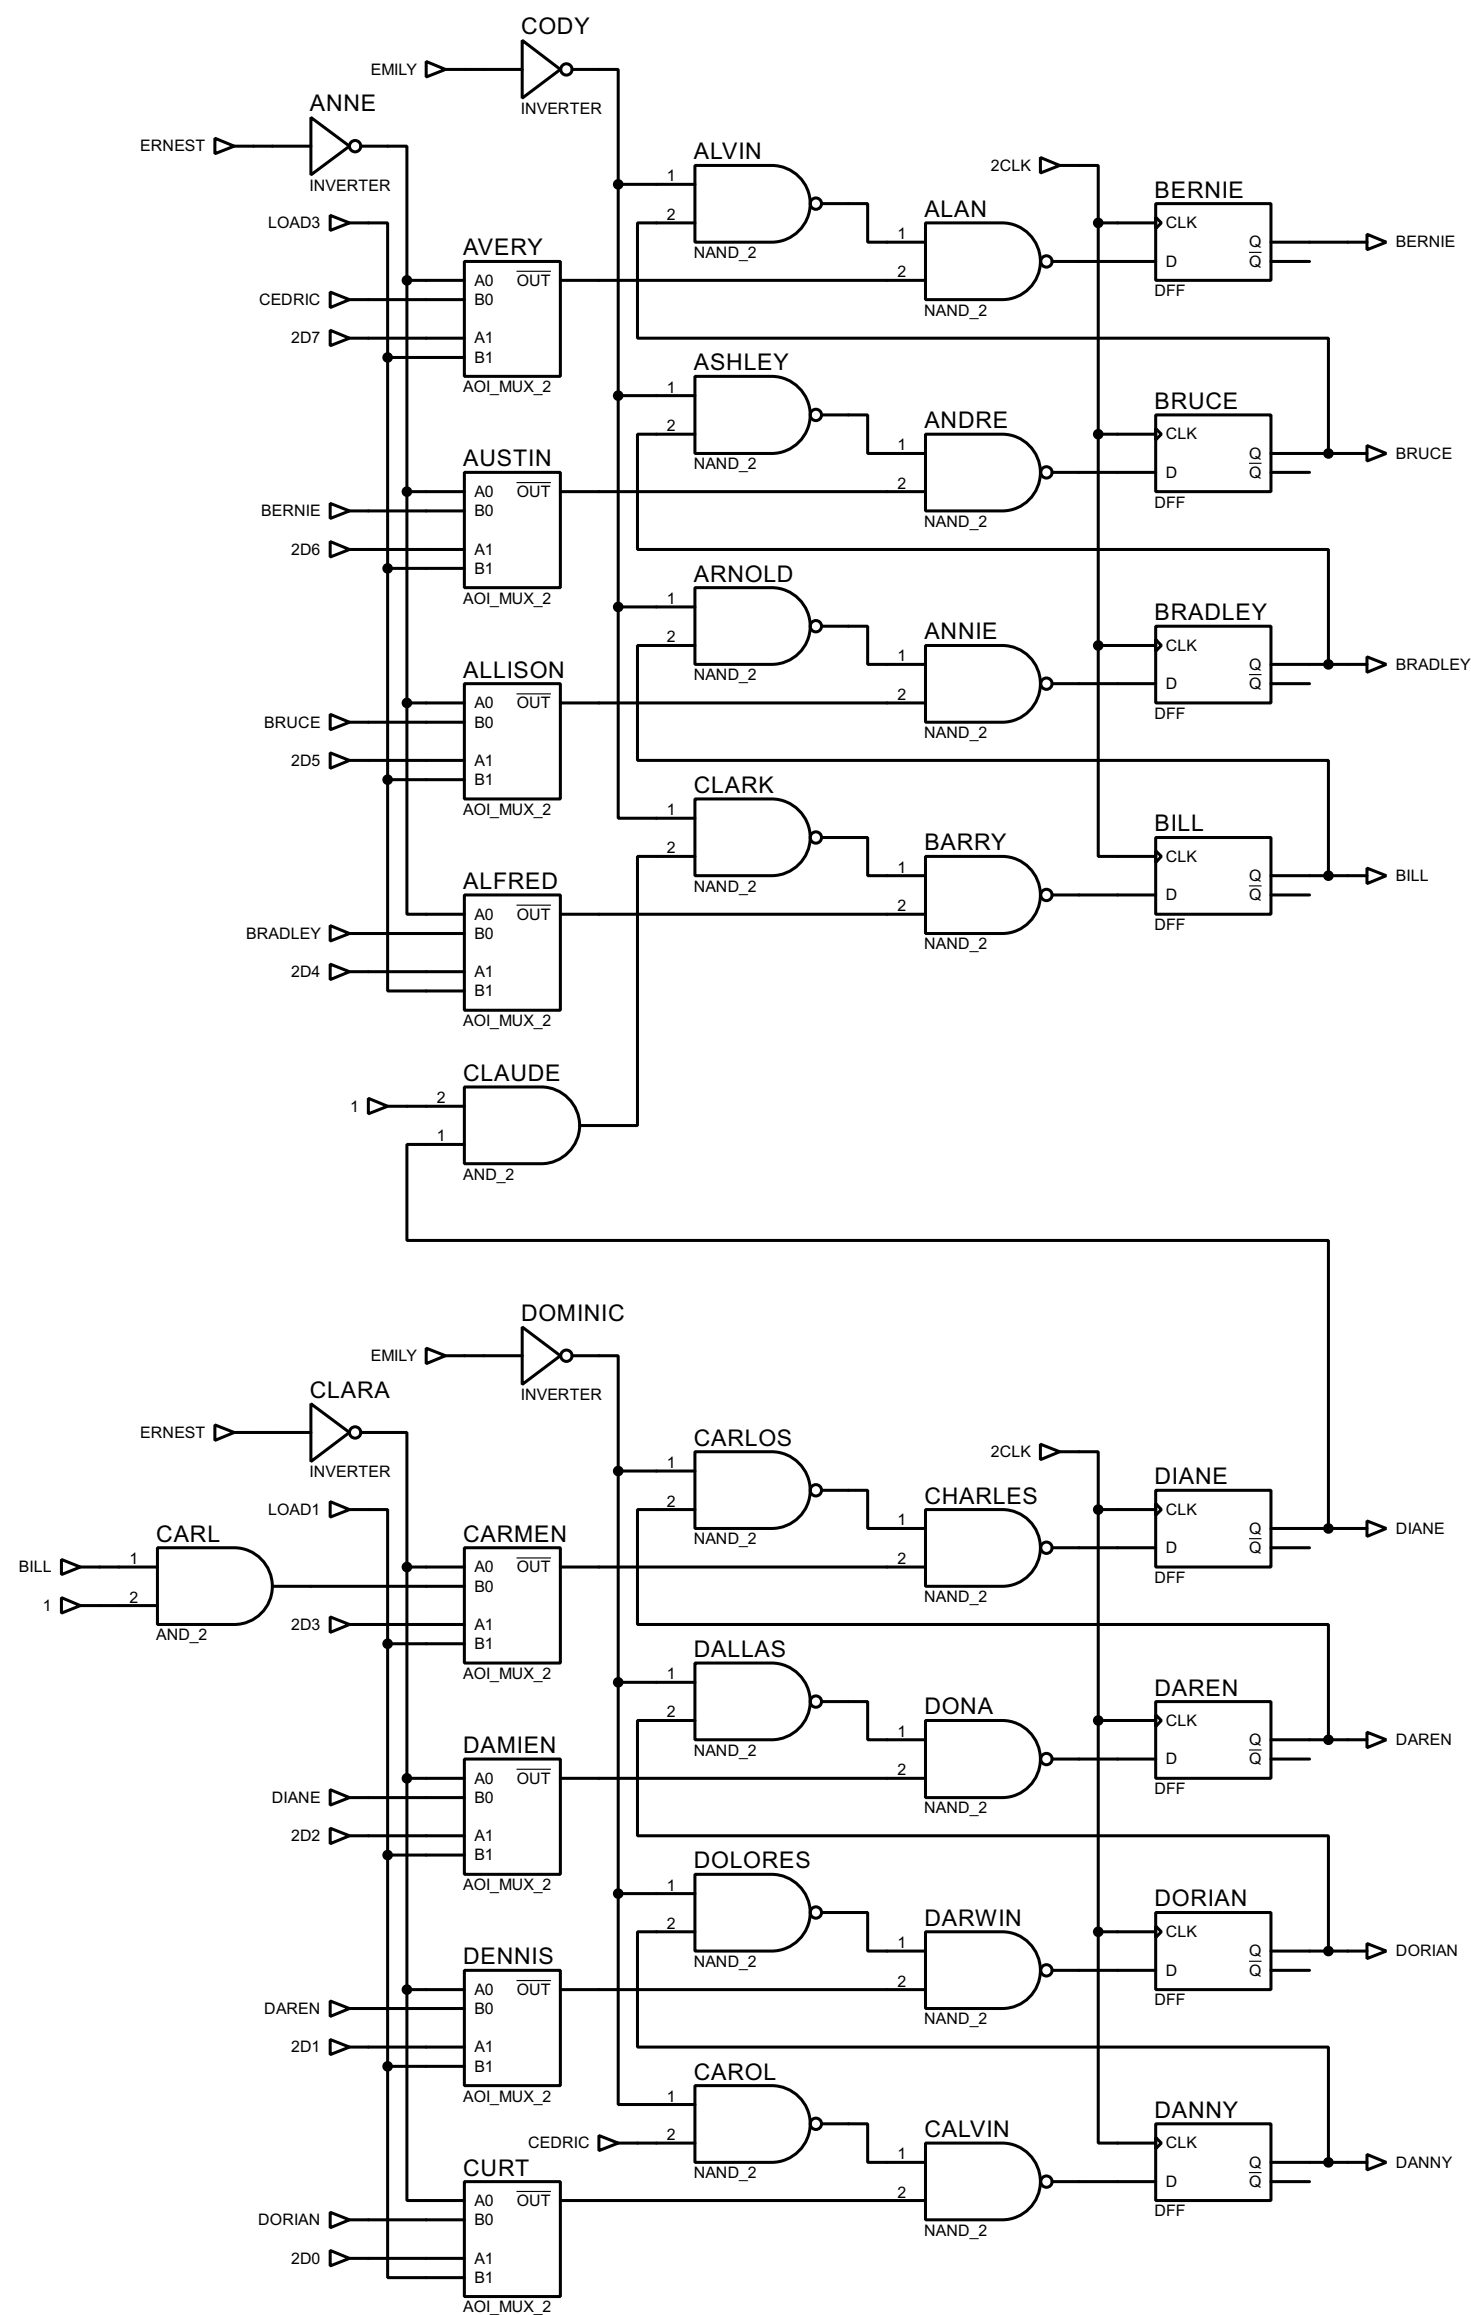 CODY
EMILY
INVERTER
ANNE
ERNEST
INVERTER
ALVIN
1
2
NAND_2
2CLK
BERNIE
CLK
Q
D
Q
DFF
BERNIE
ALAN
1
2
NAND_2
LOAD3
AVERY
A0 OUT
B0
A1
B1
AOI_MUX_2
CEDRIC
2D7
ASHLEY
1
2
NAND_2
BRUCE
CLK
Q
D
Q
DFF
BRUCE
ANDRE
1
2
NAND_2
AUSTIN
A0 OUT
B0
A1
B1
AOI_MUX_2
BERNIE
2D6
ARNOLD
1
2
NAND_2
BRADLEY
CLK
Q
D
Q
DFF
BRADLEY
ANNIE
1
2
NAND_2
ALLISON
A0 OUT
B0
A1
B1
AOI_MUX_2
BRUCE
2D5
CLARK
1
2
NAND_2
BILL
CLK
Q
D
Q
DFF
BILL
BARRY
1
2
NAND_2
ALFRED
A0 OUT
B0
A1
B1
AOI_MUX_2
BRADLEY
2D4
CLAUDE
1
2
1
AND_2
DOMINIC
EMILY
INVERTER
CLARA
ERNEST
INVERTER
CARLOS
1
2
NAND_2
2CLK
DIANE
CLK
Q
D
Q
DFF
DIANE
CHARLES
1
2
NAND_2
LOAD1
CARL
BILL
1
1
2
AND_2
CARMEN
A0 OUT
B0
A1
B1
AOI_MUX_2
2D3
DALLAS
1
2
NAND_2
DAREN
CLK
Q
D
Q
DFF
DAREN
DONA
1
2
NAND_2
DAMIEN
A0 OUT
B0
A1
B1
AOI_MUX_2
DIANE
2D2
DOLORES
1
2
NAND_2
DORIAN
CLK
Q
D
Q
DFF
DORIAN
DARWIN
1
2
NAND_2
DENNIS
A0 OUT
B0
A1
B1
AOI_MUX_2
DAREN
2D1
CAROL
1
2
NAND_2
CEDRIC
DANNY
CLK
Q
D
Q
DFF
DANNY
CALVIN
1
2
NAND_2
CURT
A0 OUT
B0
A1
B1
AOI_MUX_2
DORIAN
2D0